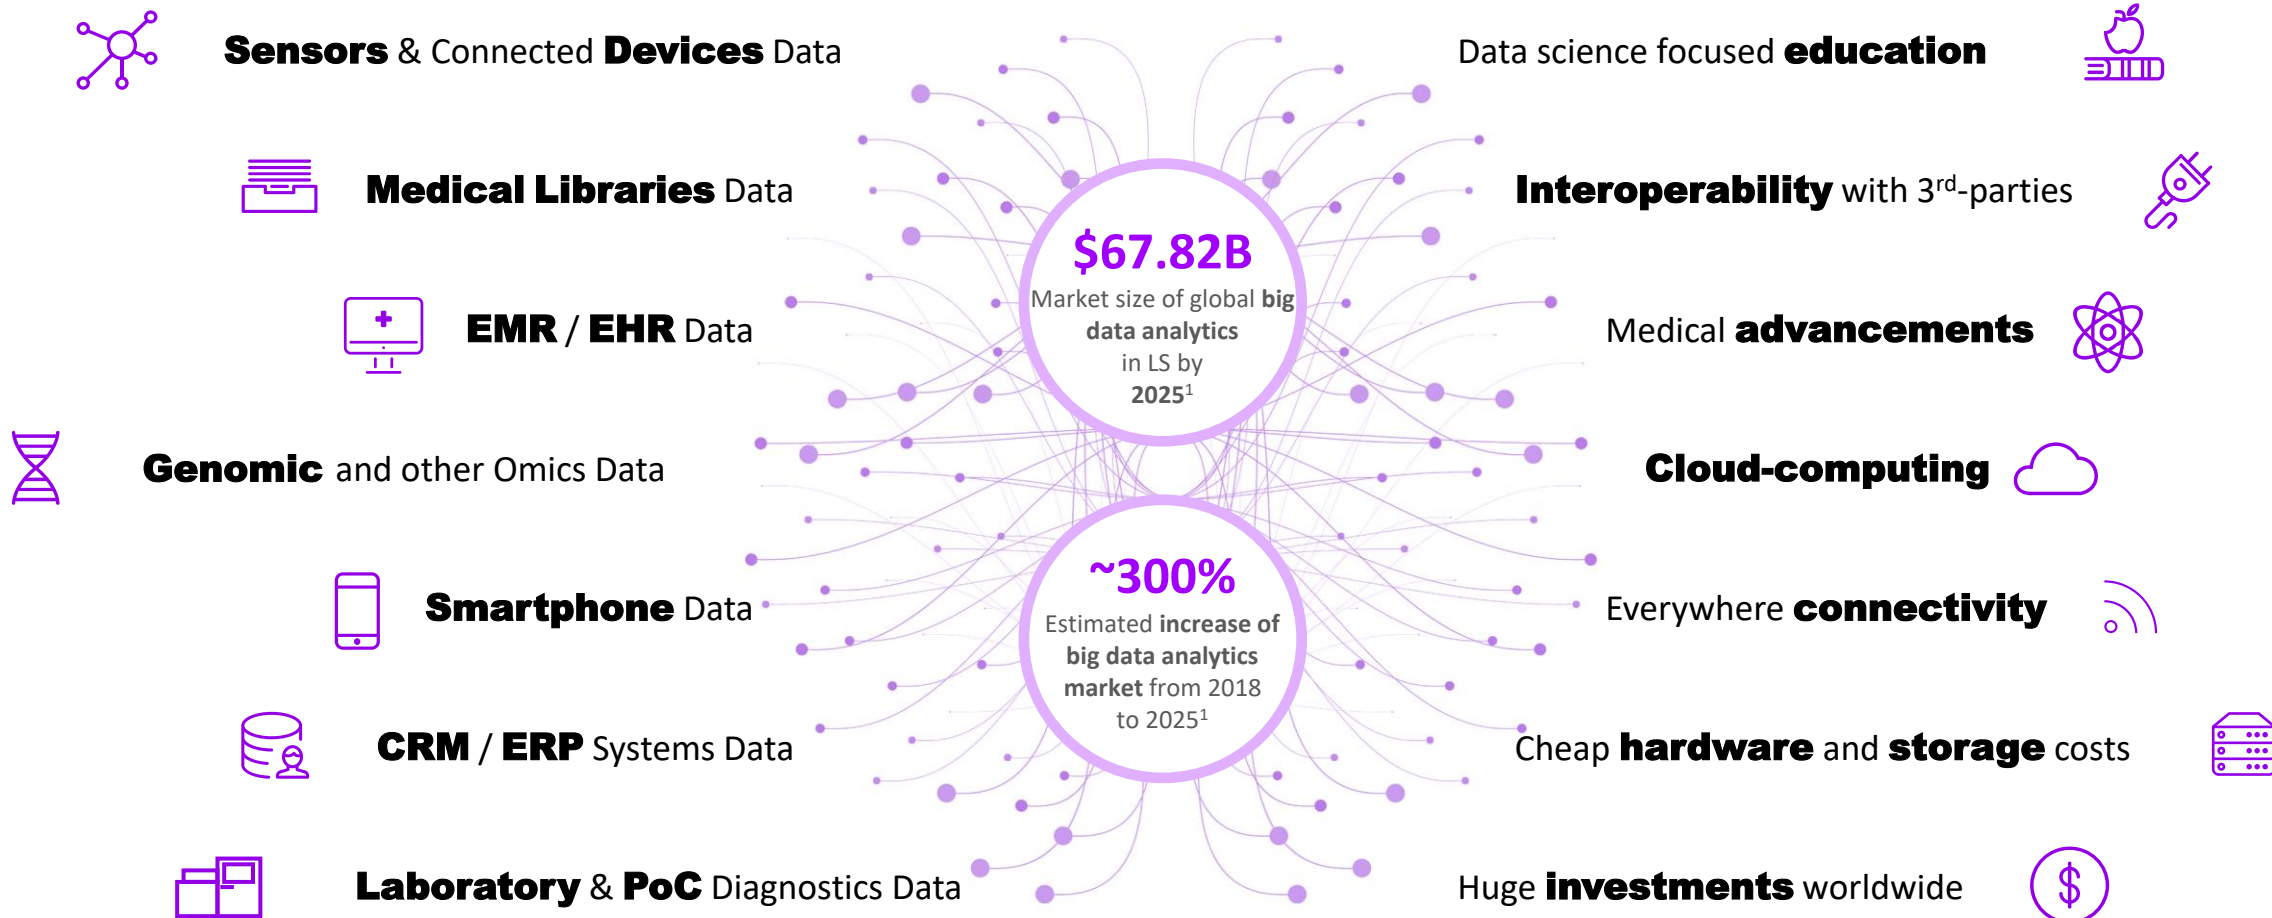 Sensors & Connected Devices Data
Medical Libraries Data
EMR / EHR Data
Genomic and other Omics Data
Smartphone Data
CRM / ERP Systems Data
Laboratory & PoC Diagnostics Data
$67.82B
Market size of global big
data analytics
in LS by
2025¹
~300%
Estimated increase of
big data analytics
market from 2018
to 2025¹
Data science focused education
Interoperability with 3rd-parties
Medical advancements
Cloud-computing
Everywhere connectivity
Cheap hardware and storage costs
Huge investments worldwide
$